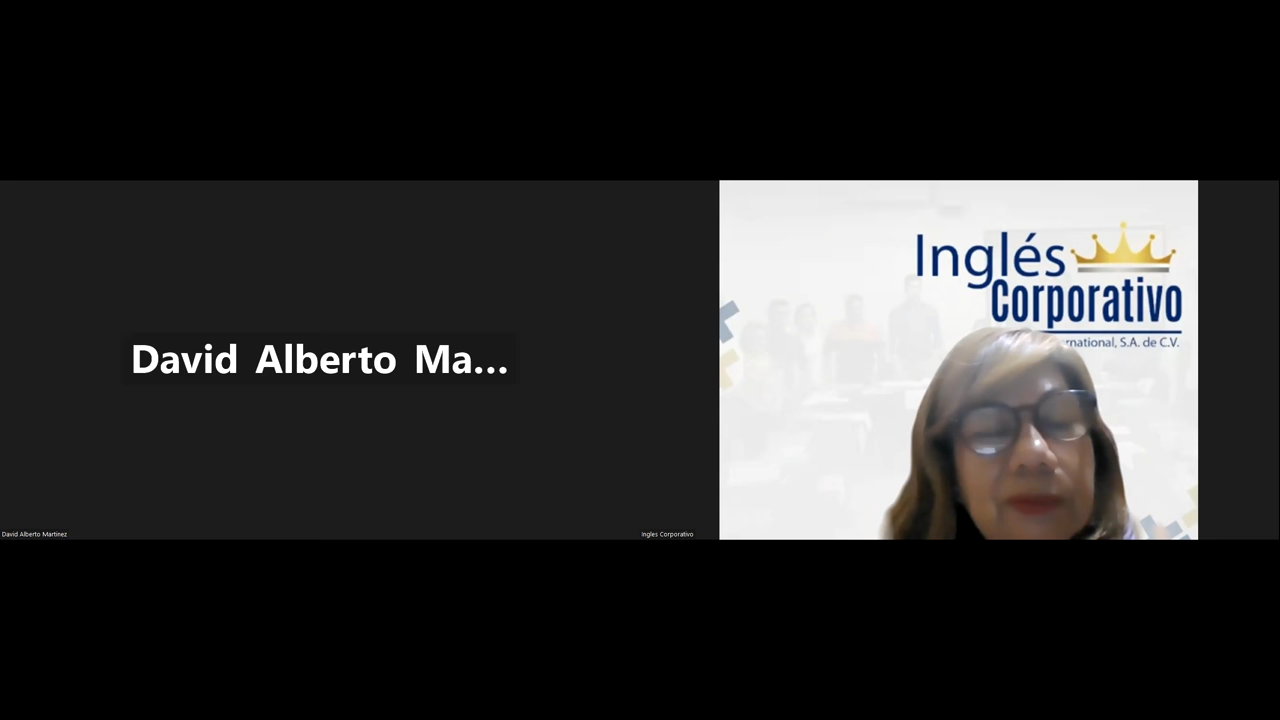 David Alberto Ma...
David Alberto Martinez
Ingles Corporativo
Inglés
Corporativo
rnational, S.A. de C.V.